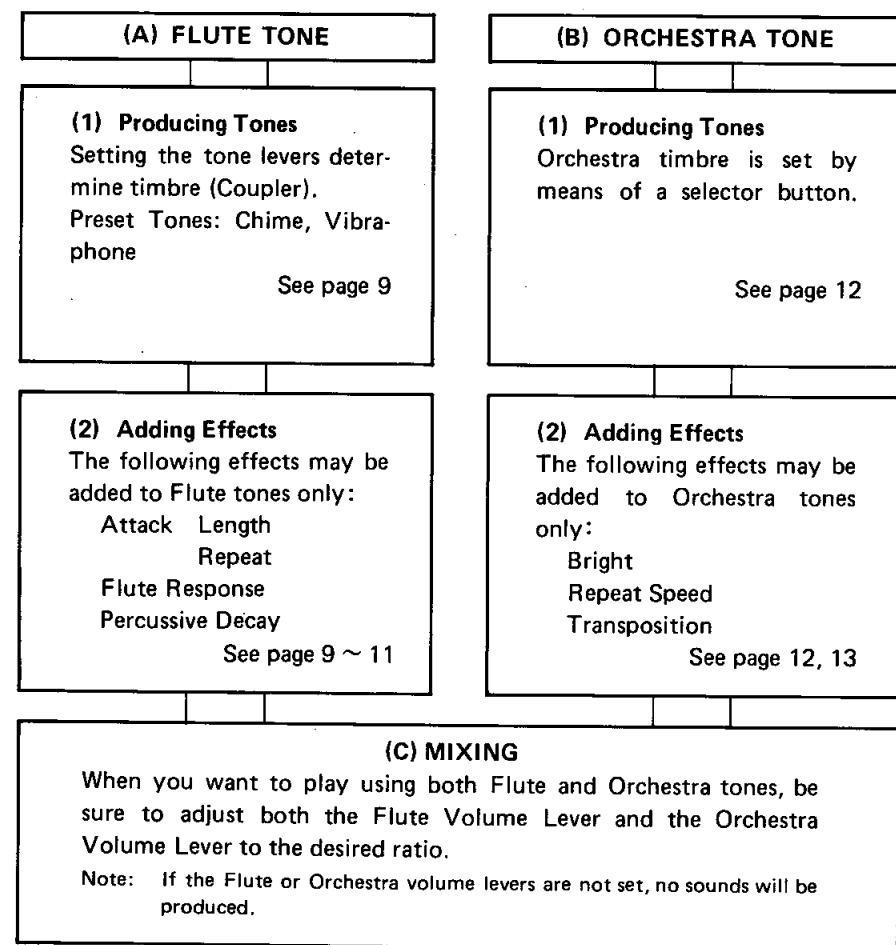 (A) FLUTE TONE
(1) Producing Tones
Setting the tone levers deter-
mine timbre (Coupler).
Preset Tones: Chime, Vibra-
phone
See page 9
(2) Adding Effects
The following effects may be
added to Flute tones only:
Attack Length
Repeat
Flute Response
Percussive Decay
See page 9 ~ 11
(B) ORCHESTRA TONE
(1) Producing Tones
Orchestra timbre is set by
means of a selector button.
See page 12
(2) Adding Effects
The following effects may be
added to Orchestra tones
only:
Bright
Repeat Speed
Transposition
See page 12, 13
(C) MIXING
When you want to play using both Flute and Orchestra tones, be
sure to adjust both the Flute Volume Lever and the Orchestra
Volume Lever to the desired ratio.
Note: If the Flute or Orchestra volume levers are not set, no sounds will be
produced.